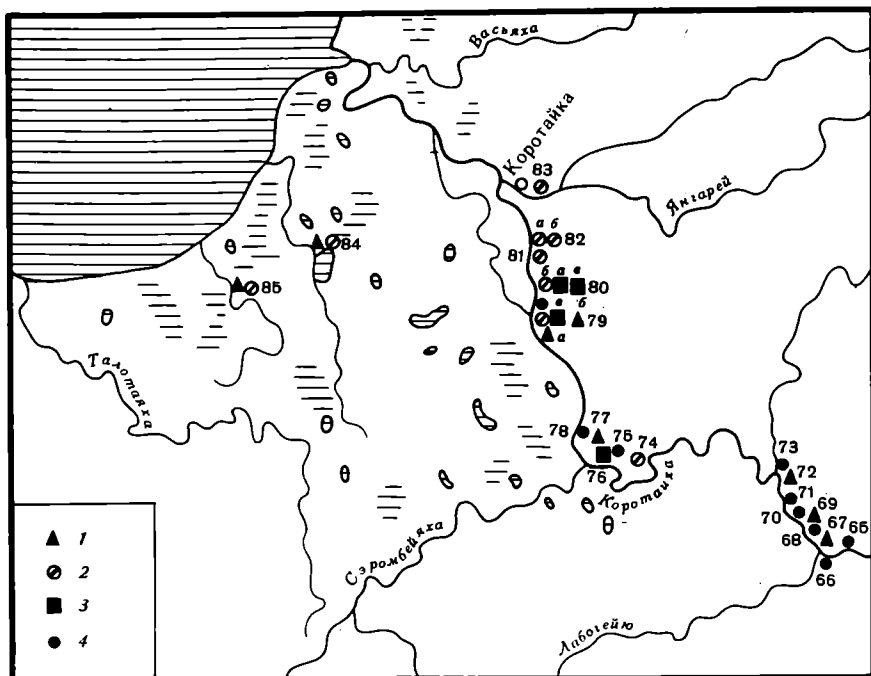 Васьяха
Коротайка
83
Янгарей
а б
82
81
84
б а в
80
85
в б
79
а
Талотаяха
77
78
75
74
76
Коротаиха
73
72
71
69
70
67
65
68
66
Сэромбейяха
Лабогейю
1
2
3
4